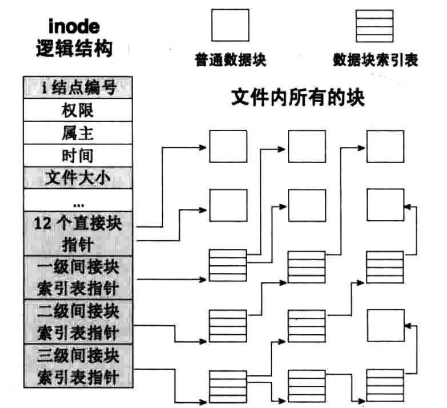 inode
逻辑结构
普通数据块
数据块索引表
文件内所有的块
i 结点编号
权限
属主
时间
文件大小
...
12 个直接块
指针
一级间接块
索引表指针
二级间接块
索引表指针
三级间接块
索引表指针